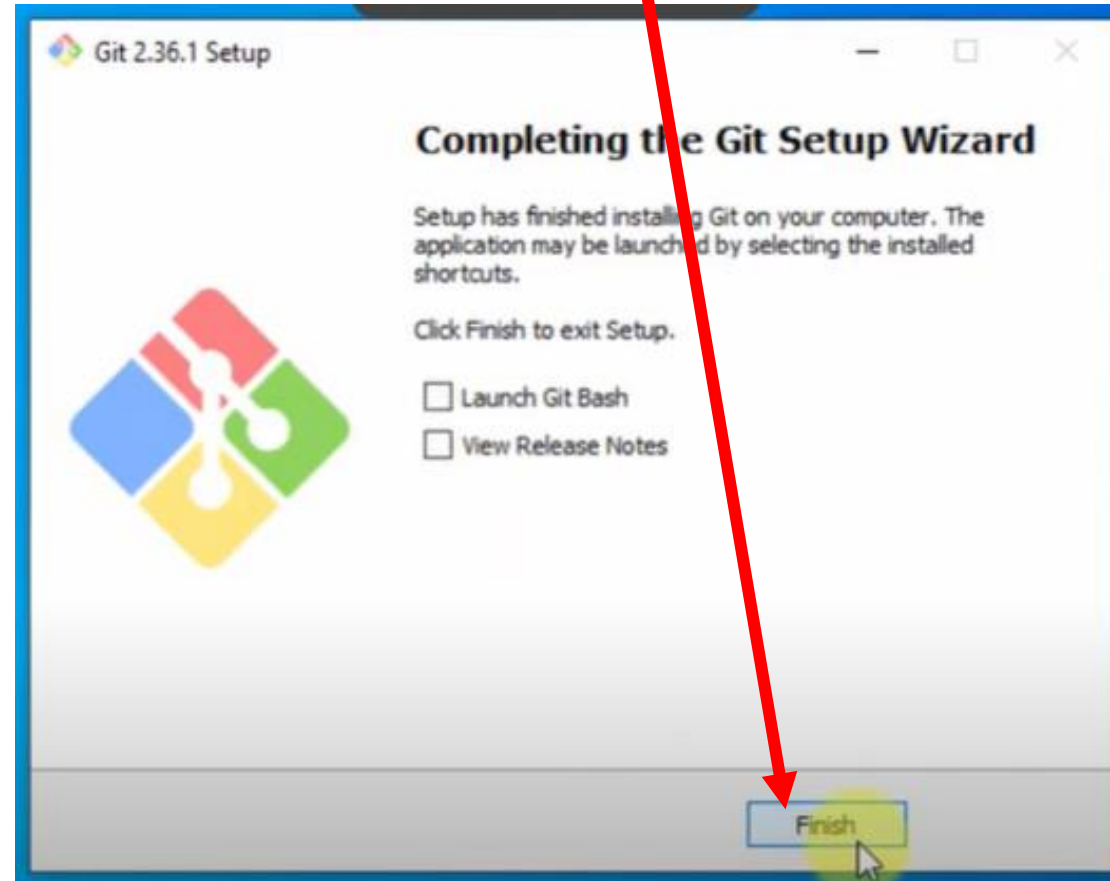 Git 2.36.1 Setup
Completing the Git Setup Wizard
Setup has finished installing Git on your computer. The
application may be launched by selecting the installed
shortcuts.
Click Finish to exit Setup.
Launch Git Bash
View Release Notes
Finish